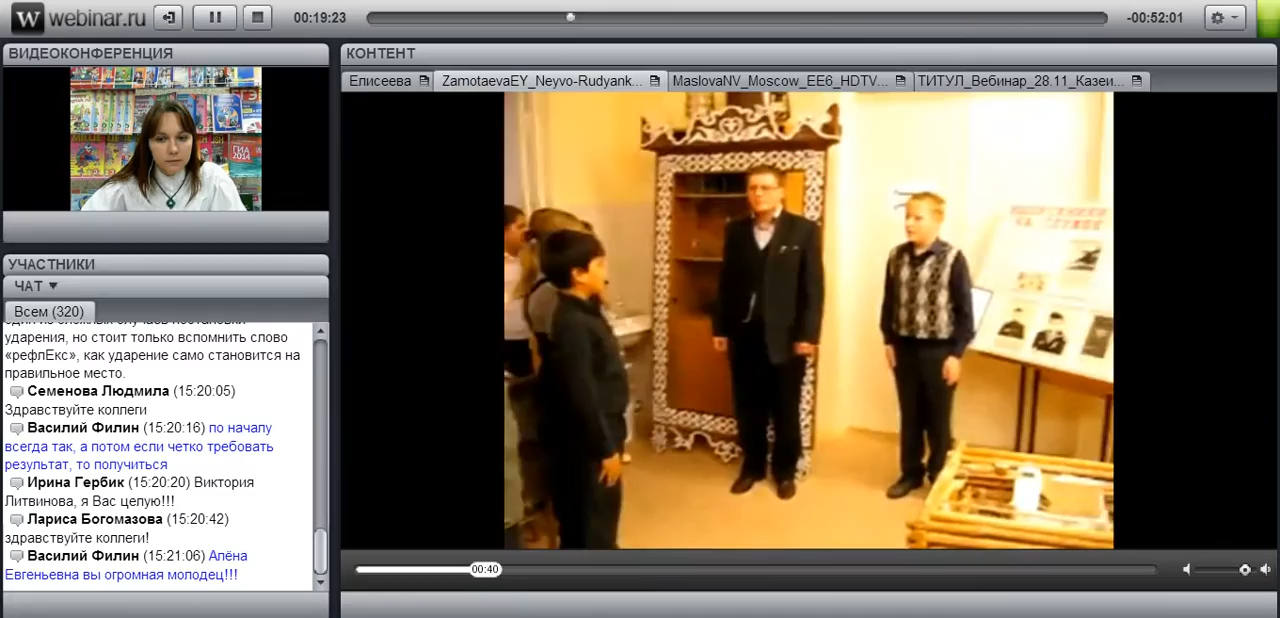 W webinar.ru
00:19:23
-00:52:01
ВИДЕОКОНФЕРЕНЦИЯ
КОНТЕНТ
Елисеева
ZamotaevaEY_Neyvo-Rudyank...
MaslovaNV_Moscow_EE6_HDTV...
ТИТУЛ_Вебинар_28.11_Казеи...
ГИА
2014
УЧАСТНИКИ
ЧАТ ▼
Всем (320)
ударения, но стоит только вспомнить слово
«рефлЕкс», как ударение само становится на
правильное место.
Семенова Людмила (15:20:05)
Здравствуйте коллеги
Василий Филин (15:20:16) по началу
всегда так, а потом если четко требовать
результат, то получиться
Ирина Гербик (15:20:20) Виктория
Литвинова, я Вас целую!!!
Лариса Богомазова (15:20:42)
здравствуйте коллеги!
Василий Филин (15:21:06) Алёна
Евгеньевна вы огромная молодец!!!
00:40